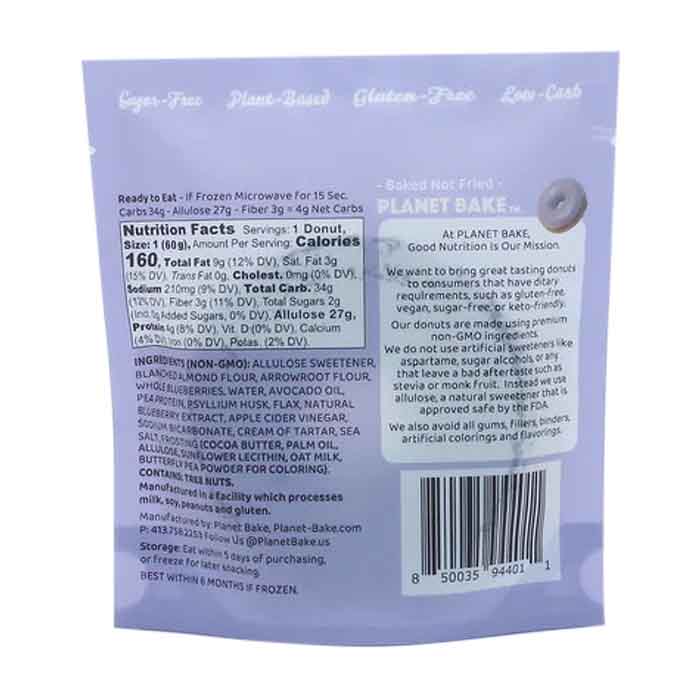 Sugar-Free Plant-Based Gluten-Free Low-Carb
Ready to Eat - If Frozen Microwave for 15 Sec.
Carbs 34g - Allulose 27g - Fiber 3g = 4g Net Carbs
Nutrition Facts Servings: 1 Donut,
Size: 1 (60g), Amount Per Serving: Calories
160, Total Fat 9g (12% DV), Sat. Fat 3g
(15% DV), Trans Fat 0g, Cholest. 0mg (0% DV),
Sodium 210mg (9% DV), Total Carb. 34g
(12% DV), Fiber 3g (11% DV), Total Sugars 2g
(Incl. 0g Added Sugars, 0% DV), Allulose 27g,
Protein 4g (8% DV), Vit. D (0% DV), Calcium
(4% DV), Iron (0% DV), Potas. (2% DV).
INGREDIENTS (NON-GMO): ALLULOSE SWEETENER,
BLANCHED ALMOND FLOUR, ARROWROOT FLOUR,
WHOLE BLUEBERRIES, WATER, AVOCADO OIL,
PEA PROTEIN, PSYLLIUM HUSK, FLAX, NATURAL
BLUEBERRY EXTRACT, APPLE CIDER VINEGAR,
SODIUM BICARBONATE, CREAM OF TARTAR, SEA
SALT, FROSTING (COCOA BUTTER, PALM OIL,
ALLULOSE, SUNFLOWER LECITHIN, OAT MILK,
BUTTERFLY PEA POWDER FOR COLORING).
CONTAINS: TREE NUTS.
Manufactured in a facility which processes
milk, soy, peanuts and gluten.
Manufactured by: Planet Bake, Planet-Bake.com
P: 413.758.2253 Follow Us @PlanetBake.us
Storage: Eat within 5 days of purchasing,
or freeze for later snacking.
BEST WITHIN 6 MONTHS IF FROZEN.
- Baked Not Fried -
PLANET BAKE™
At PLANET BAKE,
Good Nutrition Is Our Mission.
We want to bring great tasting donuts
to consumers that have ditary
requirements, such as gluten-free,
vegan, sugar-free or keto-friendly.
Our donuts are made using premium
non-GMO ingredients.
We do not use artificial sweeteners like
aspartame, sugar alcohols, or any
that leave a bad aftertaste such as
stevia or monk fruit. Instead we use
allulose, a natural sweetener that is
approved safe by the FDA.
We also avoid all gums, fillers, binders,
artificial colorings and flavorings.
8 50035 94401 1